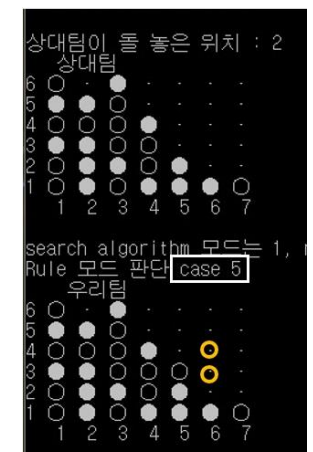 상대팀이 돌 놓은 위치 : 2
상대팀
6 ○ · ● · · · ·
5 ● ● ○ · · · ·
4 ○ ○ ○ ● · · ·
3 ● ● ○ ○ · · ·
2 ○ ● ● ○ ● · ·
1 ○ ● ○ ● ● ● ○
1 2 3 4 5 6 7
search algorithm 모드는 1,
Rule 모드 판단 case 5
우리팀
6 ○ · ● · · · ·
5 ● ● ○ · · · ·
4 ○ ○ ○ ● · ○ ·
3 ● ● ○ ○ ○ ○ ·
2 ○ ● ● ○ ● · ·
1 ○ ● ○ ● ● ● ○
1 2 3 4 5 6 7